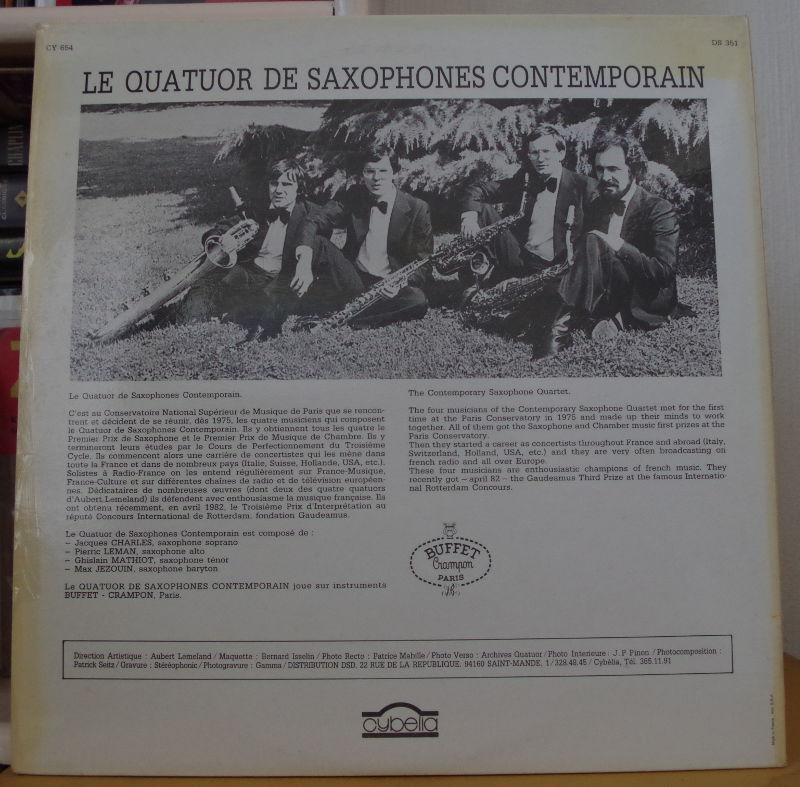 CY 654
DB 351
LE QUATUOR DE SAXOPHONES CONTEMPORAIN
Le Quatuor de Saxophones Contemporain.
C'est au Conservatoire National Supérieur de Musique de Paris que se rencon-
trent et décident de se réunir, dès 1975, les quatre musiciens qui composent
le Quatuor de Saxophones Contemporain. Ils y obtiennent tous les quatre le
Premier Prix de Saxophone et le Premier Prix de Musique de Chambre. Ils y
termineront leurs études par le Cours de Perfectionnement du Troisième
Cycle. Ils commencent alors une carrière de concertistes qui les mène dans
toute la France et dans de nombreux pays (Italie, Suisse, Hollande, USA, etc.).
Solistes à Radio-France on les entend régulièrement sur France-Musique,
France-Culture et sur différentes chaînes de radio et de télévision européen-
nes. Dédicataires de nombreuses œuvres (dont deux des quatre quatuors
d'Aubert Lemeland) ils défendent avec enthousiasme la musique française. Ils
ont obtenu récemment, en avril 1982, le Troisième Prix d'Interprétation au
réputé Concours International de Rotterdam, fondation Gaudeamus.
Le Quatuor de Saxophones Contemporain est composé de :
– Jacques CHARLES, saxophone soprano
– Pierric LEMAN, saxophone alto
– Ghislain MATHIOT, saxophone ténor
– Max JEZOUIN, saxophone baryton
Le QUATUOR DE SAXOPHONES CONTEMPORAIN joue sur instruments
BUFFET - CRAMPON, Paris.
The Contemporary Saxophone Quartet.
The four musicians of the Contemporary Saxophone Quartet met for the first
time at the Paris Conservatory in 1975 and made up their minds to work
together. All of them got the Saxophone and Chamber music first prizes at the
Paris Conservatory.
Then they started a career as concertists throughout France and abroad (Italy,
Switzerland, Holland, USA, etc.) and they are very often broadcasting on
french radio and all over Europe.
These four musicians are enthousiastic champions of french music. They
recently got – april 82 – the Gaudeamus Third Prize at the famous Internatio-
nal Rotterdam Concours.
BUFFET
Crampon
PARIS
Direction Artistique : Aubert Lemeland / Maquette : Bernard Isselin / Photo Recto : Patrice Mabille / Photo Verso : Archives Quatuor / Photo Interieure : J.P Pinon / Photocomposition :
Patrick Seitz / Gravure : Stéréophonic / Photogravure : Gamma / DISTRIBUTION DSD, 22 RUE DE LA REPUBLIQUE, 94160 SAINT-MANDE, 1/328.48.45 / Cybélia, Tél. 365.11.91
cybelia
CHAPLIN